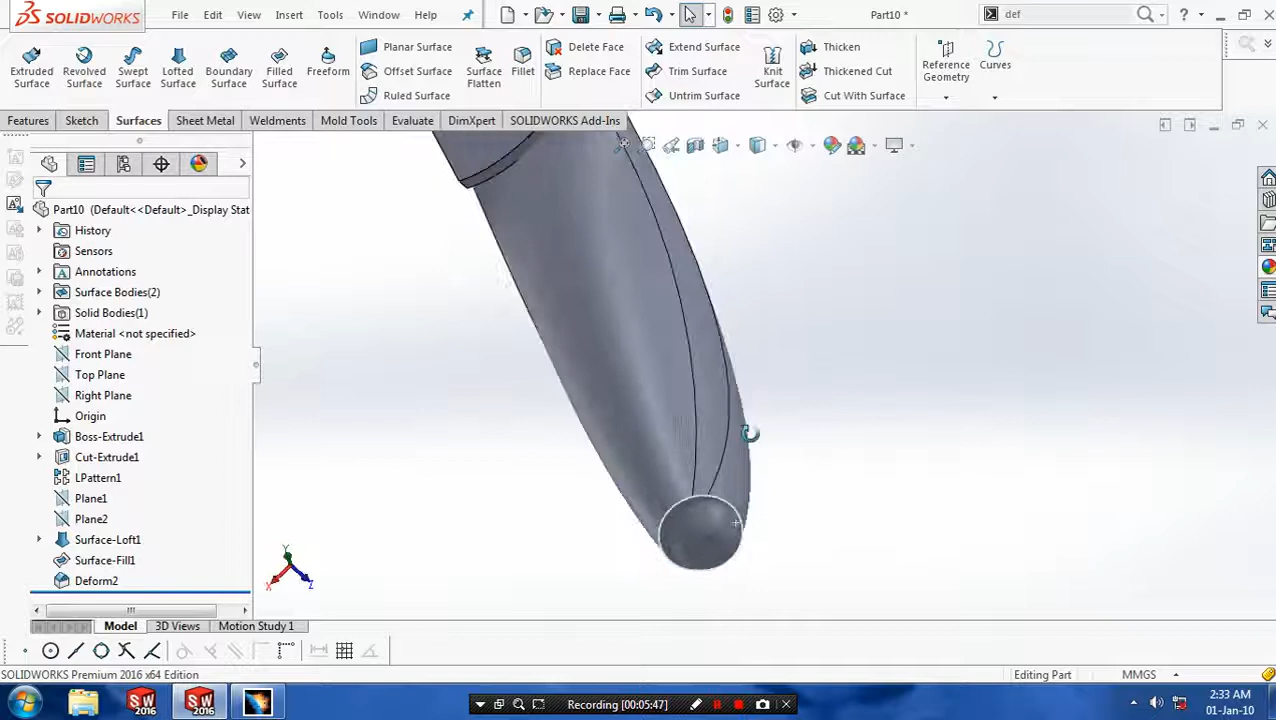 SOLIDWORKS File Edit View Insert Tools Window Help Part10 * def ?
Extruded Surface Revolved Surface Swept Surface Lofted Surface Boundary Surface Filled Surface Freeform
Planar Surface
Offset Surface
Ruled Surface
Surface Flatten Fillet
Delete Face
Replace Face
Extend Surface
Trim Surface
Untrim Surface
Knit Surface
Thicken
Thickened Cut
Cut With Surface
Reference Geometry Curves
Features Sketch Surfaces Sheet Metal Weldments Mold Tools Evaluate DimXpert SOLIDWORKS Add-Ins
Part10 (Default<<Default>_Display Stat
History
Sensors
Annotations
Surface Bodies(2)
Solid Bodies(1)
Material <not specified>
Front Plane
Top Plane
Right Plane
Origin
Boss-Extrude1
Cut-Extrude1
LPattern1
Plane1
Plane2
Surface-Loft1
Surface-Fill1
Deform2
Y
X
Z
Model 3D Views Motion Study 1
SOLIDWORKS Premium 2016 x64 Edition Editing Part MMGS
SW 2016 SW 2016 Recording [00:05:47] 2:33 AM
01-Jan-10